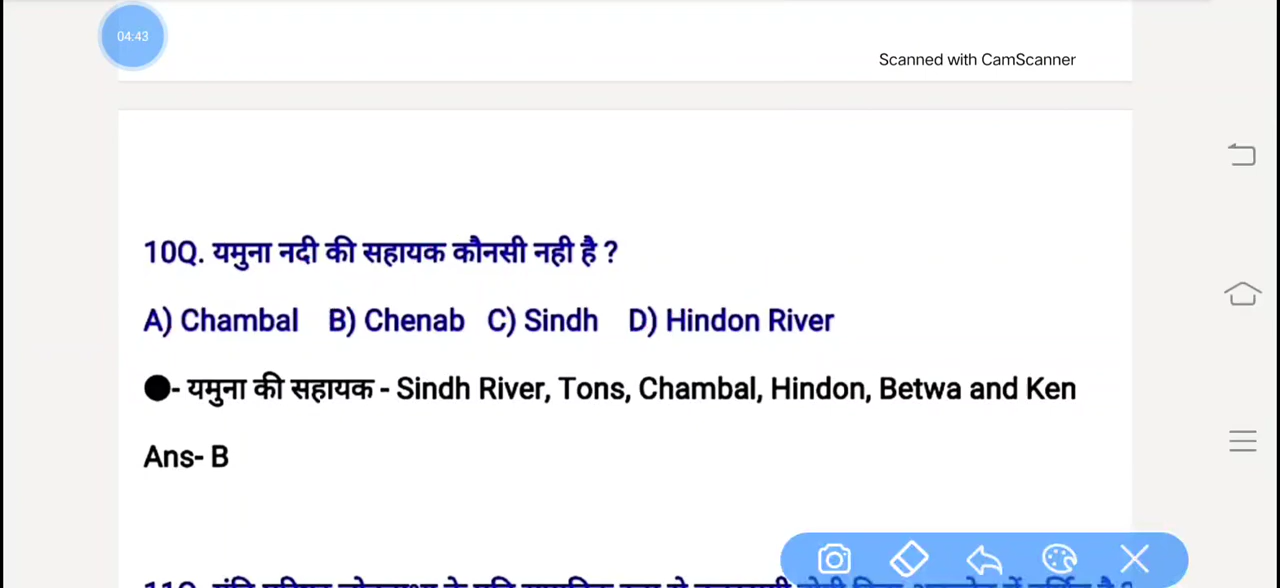 04:43
Scanned with CamScanner
10Q. यमुना नदी की सहायक कौनसी नही है ?
A) Chambal B) Chenab C) Sindh D) Hindon River
●- यमुना की सहायक - Sindh River, Tons, Chambal, Hindon, Betwa and Ken
Ans- B
11Q.